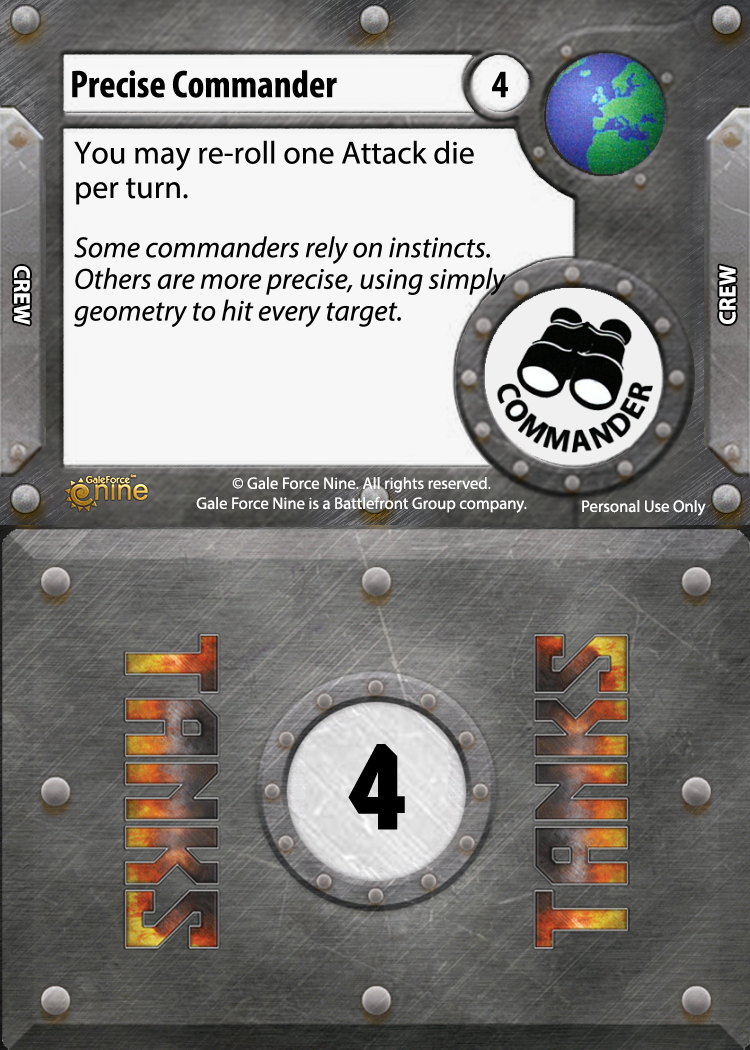 Precise Commander
4
You may re-roll one Attack die
per turn.
Some commanders rely on instincts.
Others are more precise, using simply
geometry to hit every target.
CREW
CREW
COMMANDER
GaleForce™
nine
© Gale Force Nine. All rights reserved.
Gale Force Nine is a Battlefront Group company.
Personal Use Only
TANKS
4
TANKS